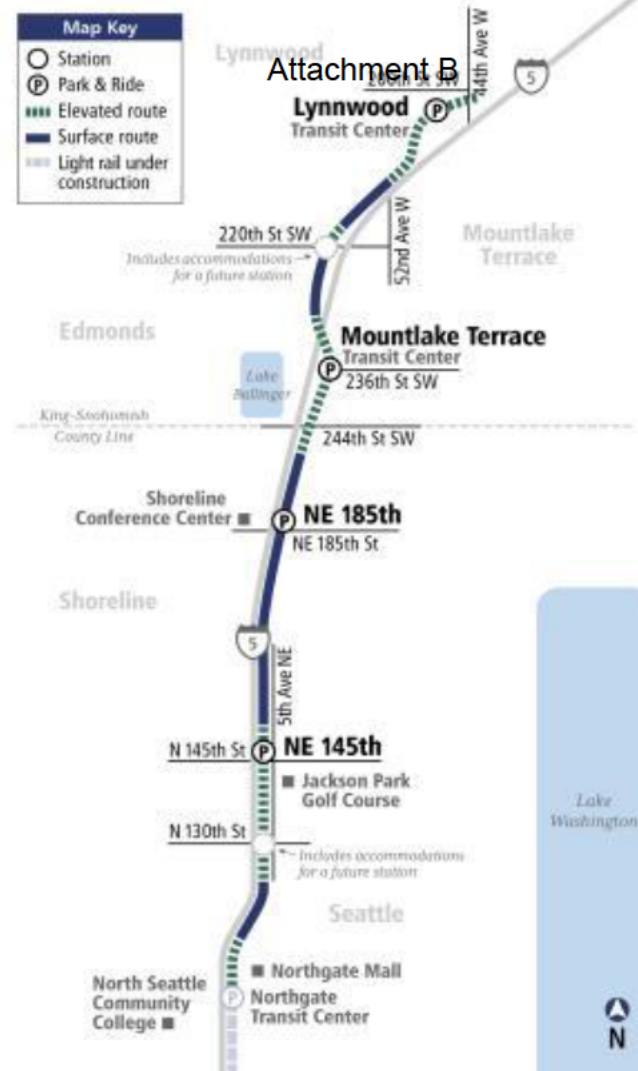 Map Key
Station
P Park & Ride
Elevated route
Surface route
Light rail under
construction
Lynnwood
Attachment B
200th St SW
44th Ave W
5
Lynnwood
Transit Center
P
52nd Ave W
220th St SW
Includes accommodations
for a future station
Mountlake
Terrace
Edmonds
Mountlake Terrace
Transit Center
P
236th St SW
Lake
Ballinger
King-Snohomish
County Line
244th St SW
Shoreline
Conference Center
P
NE 185th
NE 185th St
Shoreline
5
5th Ave NE
N 145th St
P
NE 145th
Jackson Park
Golf Course
N 130th St
Includes accommodations
for a future station
Lake
Washington
Seattle
Northgate Mall
North Seattle
Community
College
P
Northgate
Transit Center
N